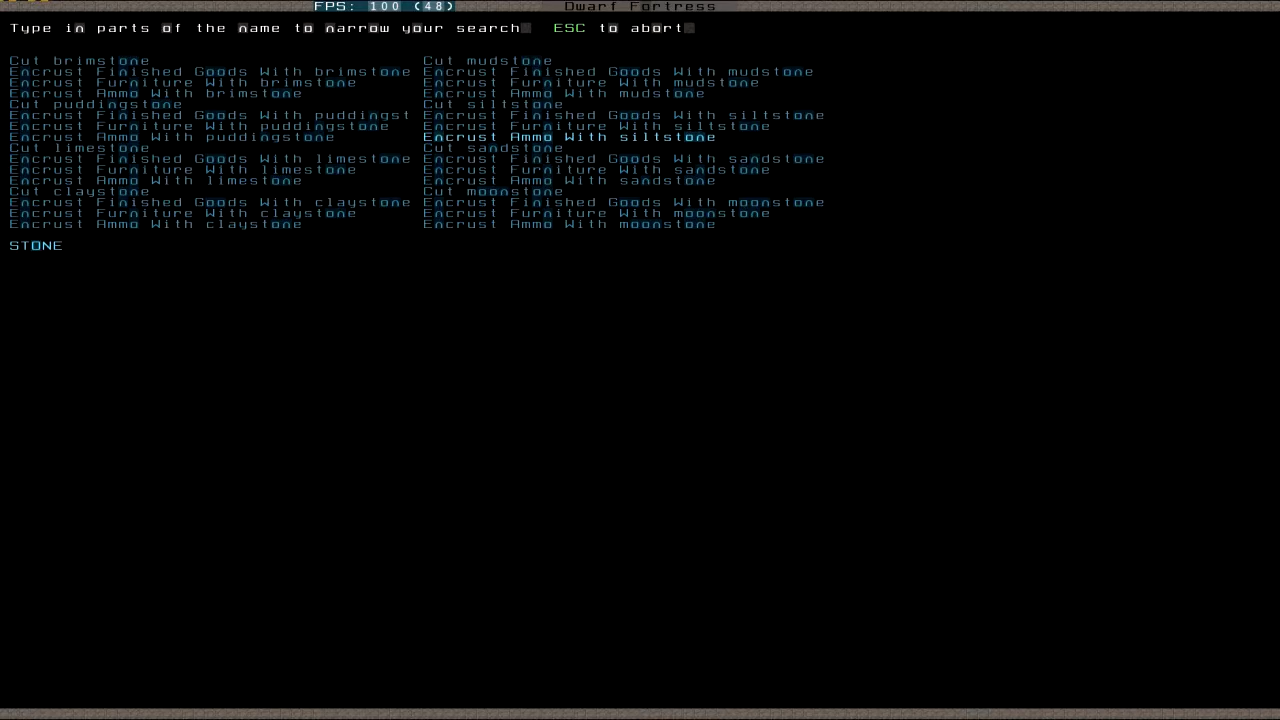 FPS: 100 (48) Dwarf Fortress
Type in parts of the name to narrow your search ESC to abort
Cut brimstone
Encrust Finished Goods With brimstone
Encrust Furniture With brimstone
Encrust Ammo With brimstone
Cut puddingstone
Encrust Finished Goods With puddingst
Encrust Furniture With puddingstone
Encrust Ammo With puddingstone
Cut limestone
Encrust Finished Goods With limestone
Encrust Furniture With limestone
Encrust Ammo With limestone
Cut claystone
Encrust Finished Goods With claystone
Encrust Furniture With claystone
Encrust Ammo With claystone
Cut mudstone
Encrust Finished Goods With mudstone
Encrust Furniture With mudstone
Encrust Ammo With mudstone
Cut siltstone
Encrust Finished Goods With siltstone
Encrust Furniture With siltstone
Encrust Ammo With siltstone
Cut sandstone
Encrust Finished Goods With sandstone
Encrust Furniture With sandstone
Encrust Ammo With sandstone
Cut moonstone
Encrust Finished Goods With moonstone
Encrust Furniture With moonstone
Encrust Ammo With moonstone
STONE